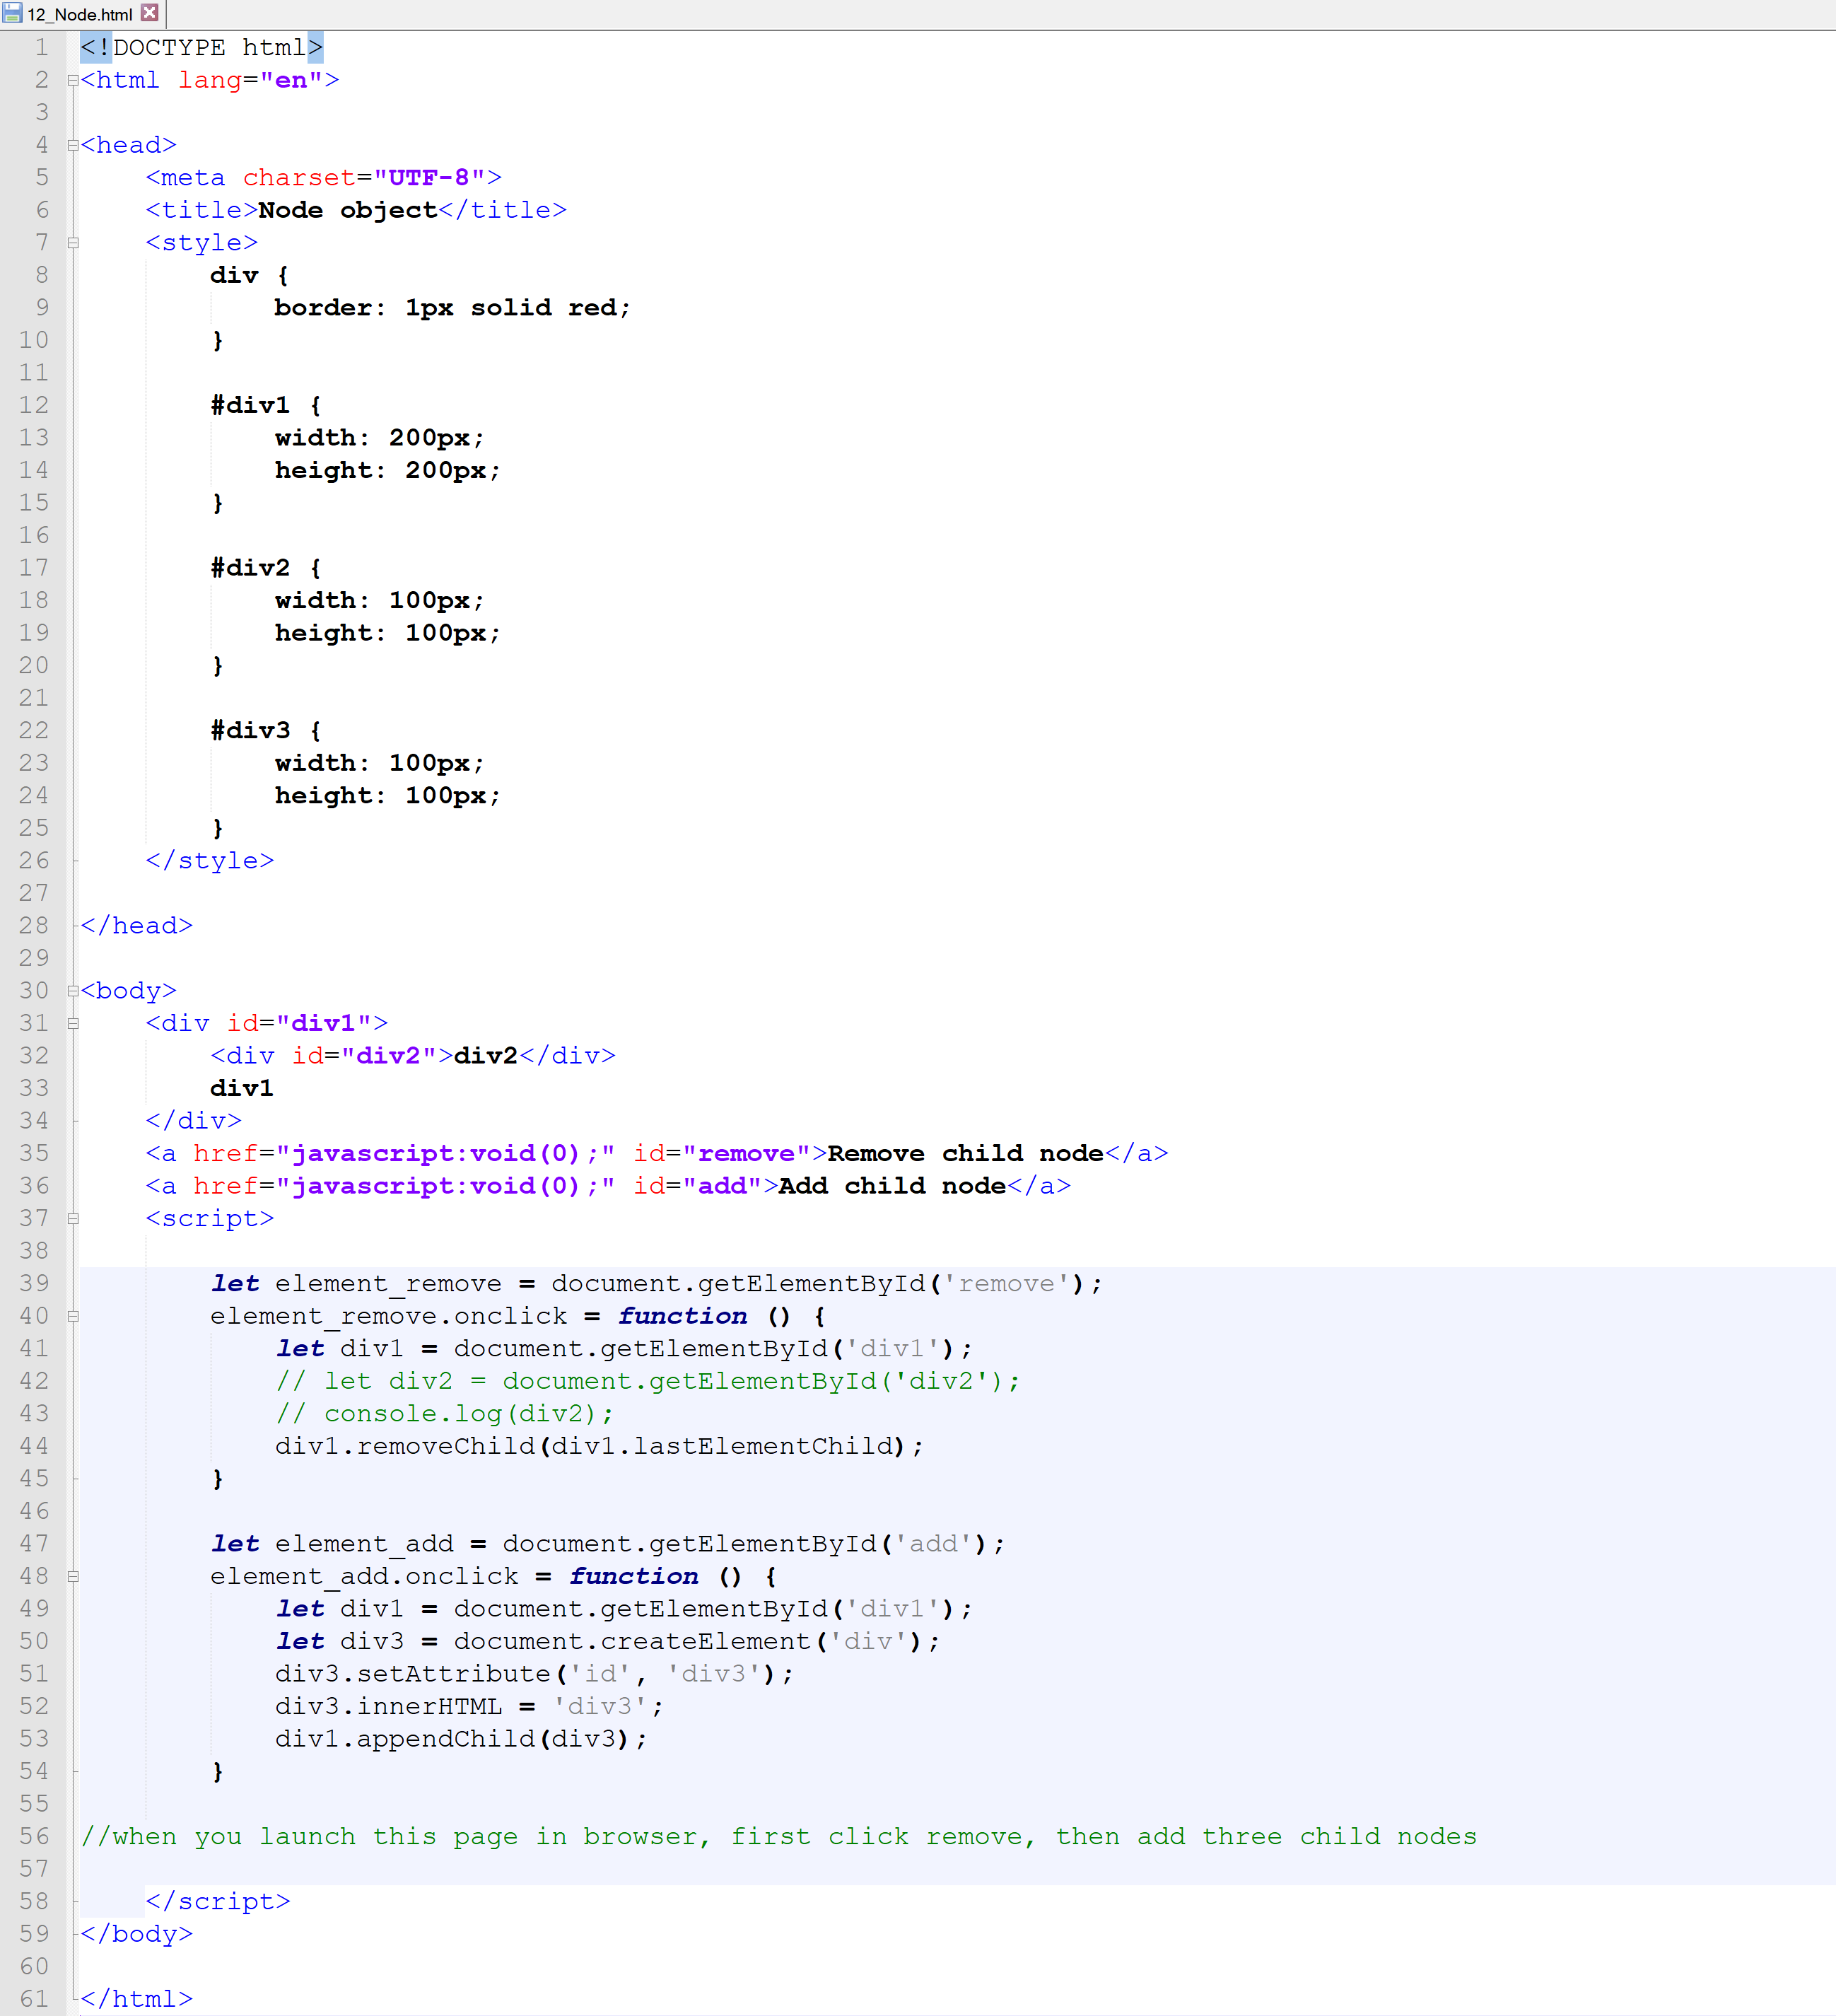 12_Node.html
1 <!DOCTYPE html>
2 <html lang="en">
3
4 <head>
5     <meta charset="UTF-8">
6     <title>Node object</title>
7     <style>
8         div {
9             border: 1px solid red;
10         }
11
12         #div1 {
13             width: 200px;
14             height: 200px;
15         }
16
17         #div2 {
18             width: 100px;
19             height: 100px;
20         }
21
22         #div3 {
23             width: 100px;
24             height: 100px;
25         }
26     </style>
27
28 </head>
29
30 <body>
31     <div id="div1">
32         <div id="div2">div2</div>
33         div1
34     </div>
35     <a href="javascript:void(0);" id="remove">Remove child node</a>
36     <a href="javascript:void(0);" id="add">Add child node</a>
37     <script>
38
39         let element_remove = document.getElementById('remove');
40         element_remove.onclick = function () {
41             let div1 = document.getElementById('div1');
42             // let div2 = document.getElementById('div2');
43             // console.log(div2);
44             div1.removeChild(div1.lastElementChild);
45         }
46
47         let element_add = document.getElementById('add');
48         element_add.onclick = function () {
49             let div1 = document.getElementById('div1');
50             let div3 = document.createElement('div');
51             div3.setAttribute('id', 'div3');
52             div3.innerHTML = 'div3';
53             div1.appendChild(div3);
54         }
55
56 //when you launch this page in browser, first click remove, then add three child nodes
57
58     </script>
59 </body>
60
61 </html>